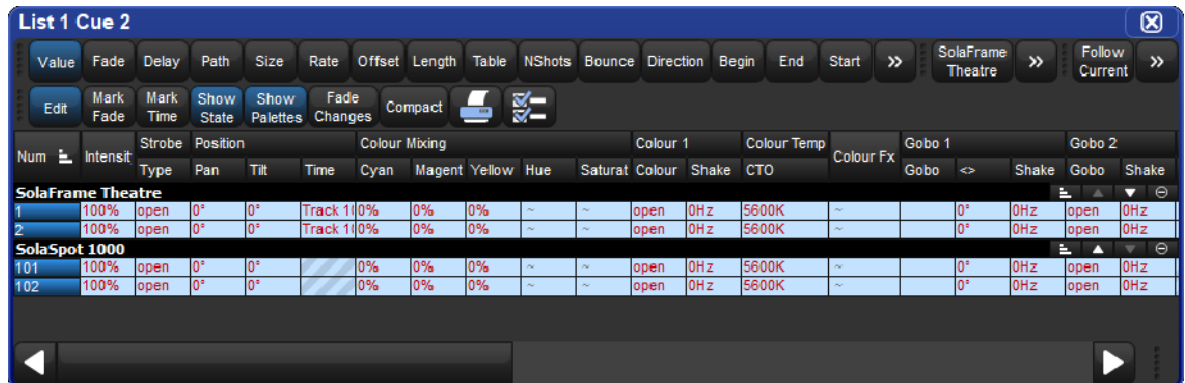 List 1 Cue 2
Value Fade Delay Path Size Rate Offset Length Table NShots Bounce Direction Begin End Start » SolaFrame Theatre » Follow Current »
Edit Mark Fade Mark Time Show State Show Palettes Fade Changes Compact
Num Intensit Strobe Position Colour Mixing Colour 1 Colour Temp Colour Fx Gobo 1 Gobo 2
Type Pan Tilt Time Cyan Magent Yellow Hue Saturat Colour Shake CTO Gobo <> Shake Gobo Shake
SolaFrame Theatre
1 100% open 0° 0° Track 1 0% 0% 0% ~ ~ open 0Hz 5600K ~ 0° 0Hz open 0Hz
2 100% open 0° 0° Track 1 0% 0% 0% ~ ~ open 0Hz 5600K ~ 0° 0Hz open 0Hz
SolaSpot 1000
101 100% open 0° 0° 0% 0% 0% ~ ~ open 0Hz 5600K ~ 0° 0Hz open 0Hz
102 100% open 0° 0° 0% 0% 0% ~ ~ open 0Hz 5600K ~ 0° 0Hz open 0Hz